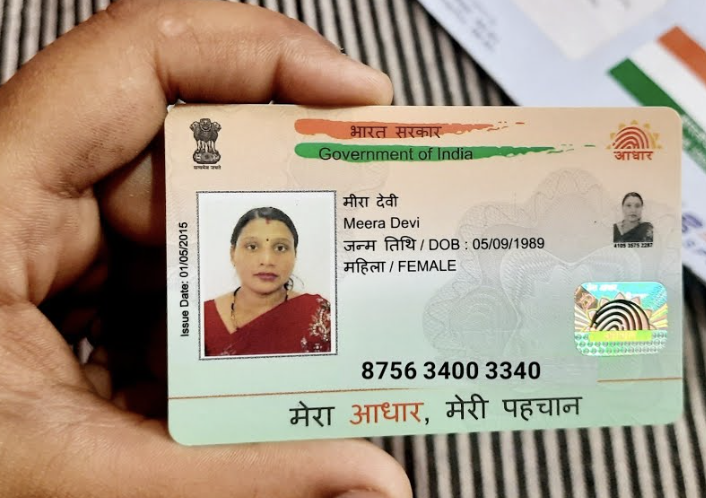 भारत सरकार
Government of India
आधार
मीरा देवी
Meera Devi
जन्म तिथि / DOB : 05/09/1989
महिला / FEMALE
Issue Date: 01/05/2015
8756 3400 3340
मेरा आधार, मेरी पहचान